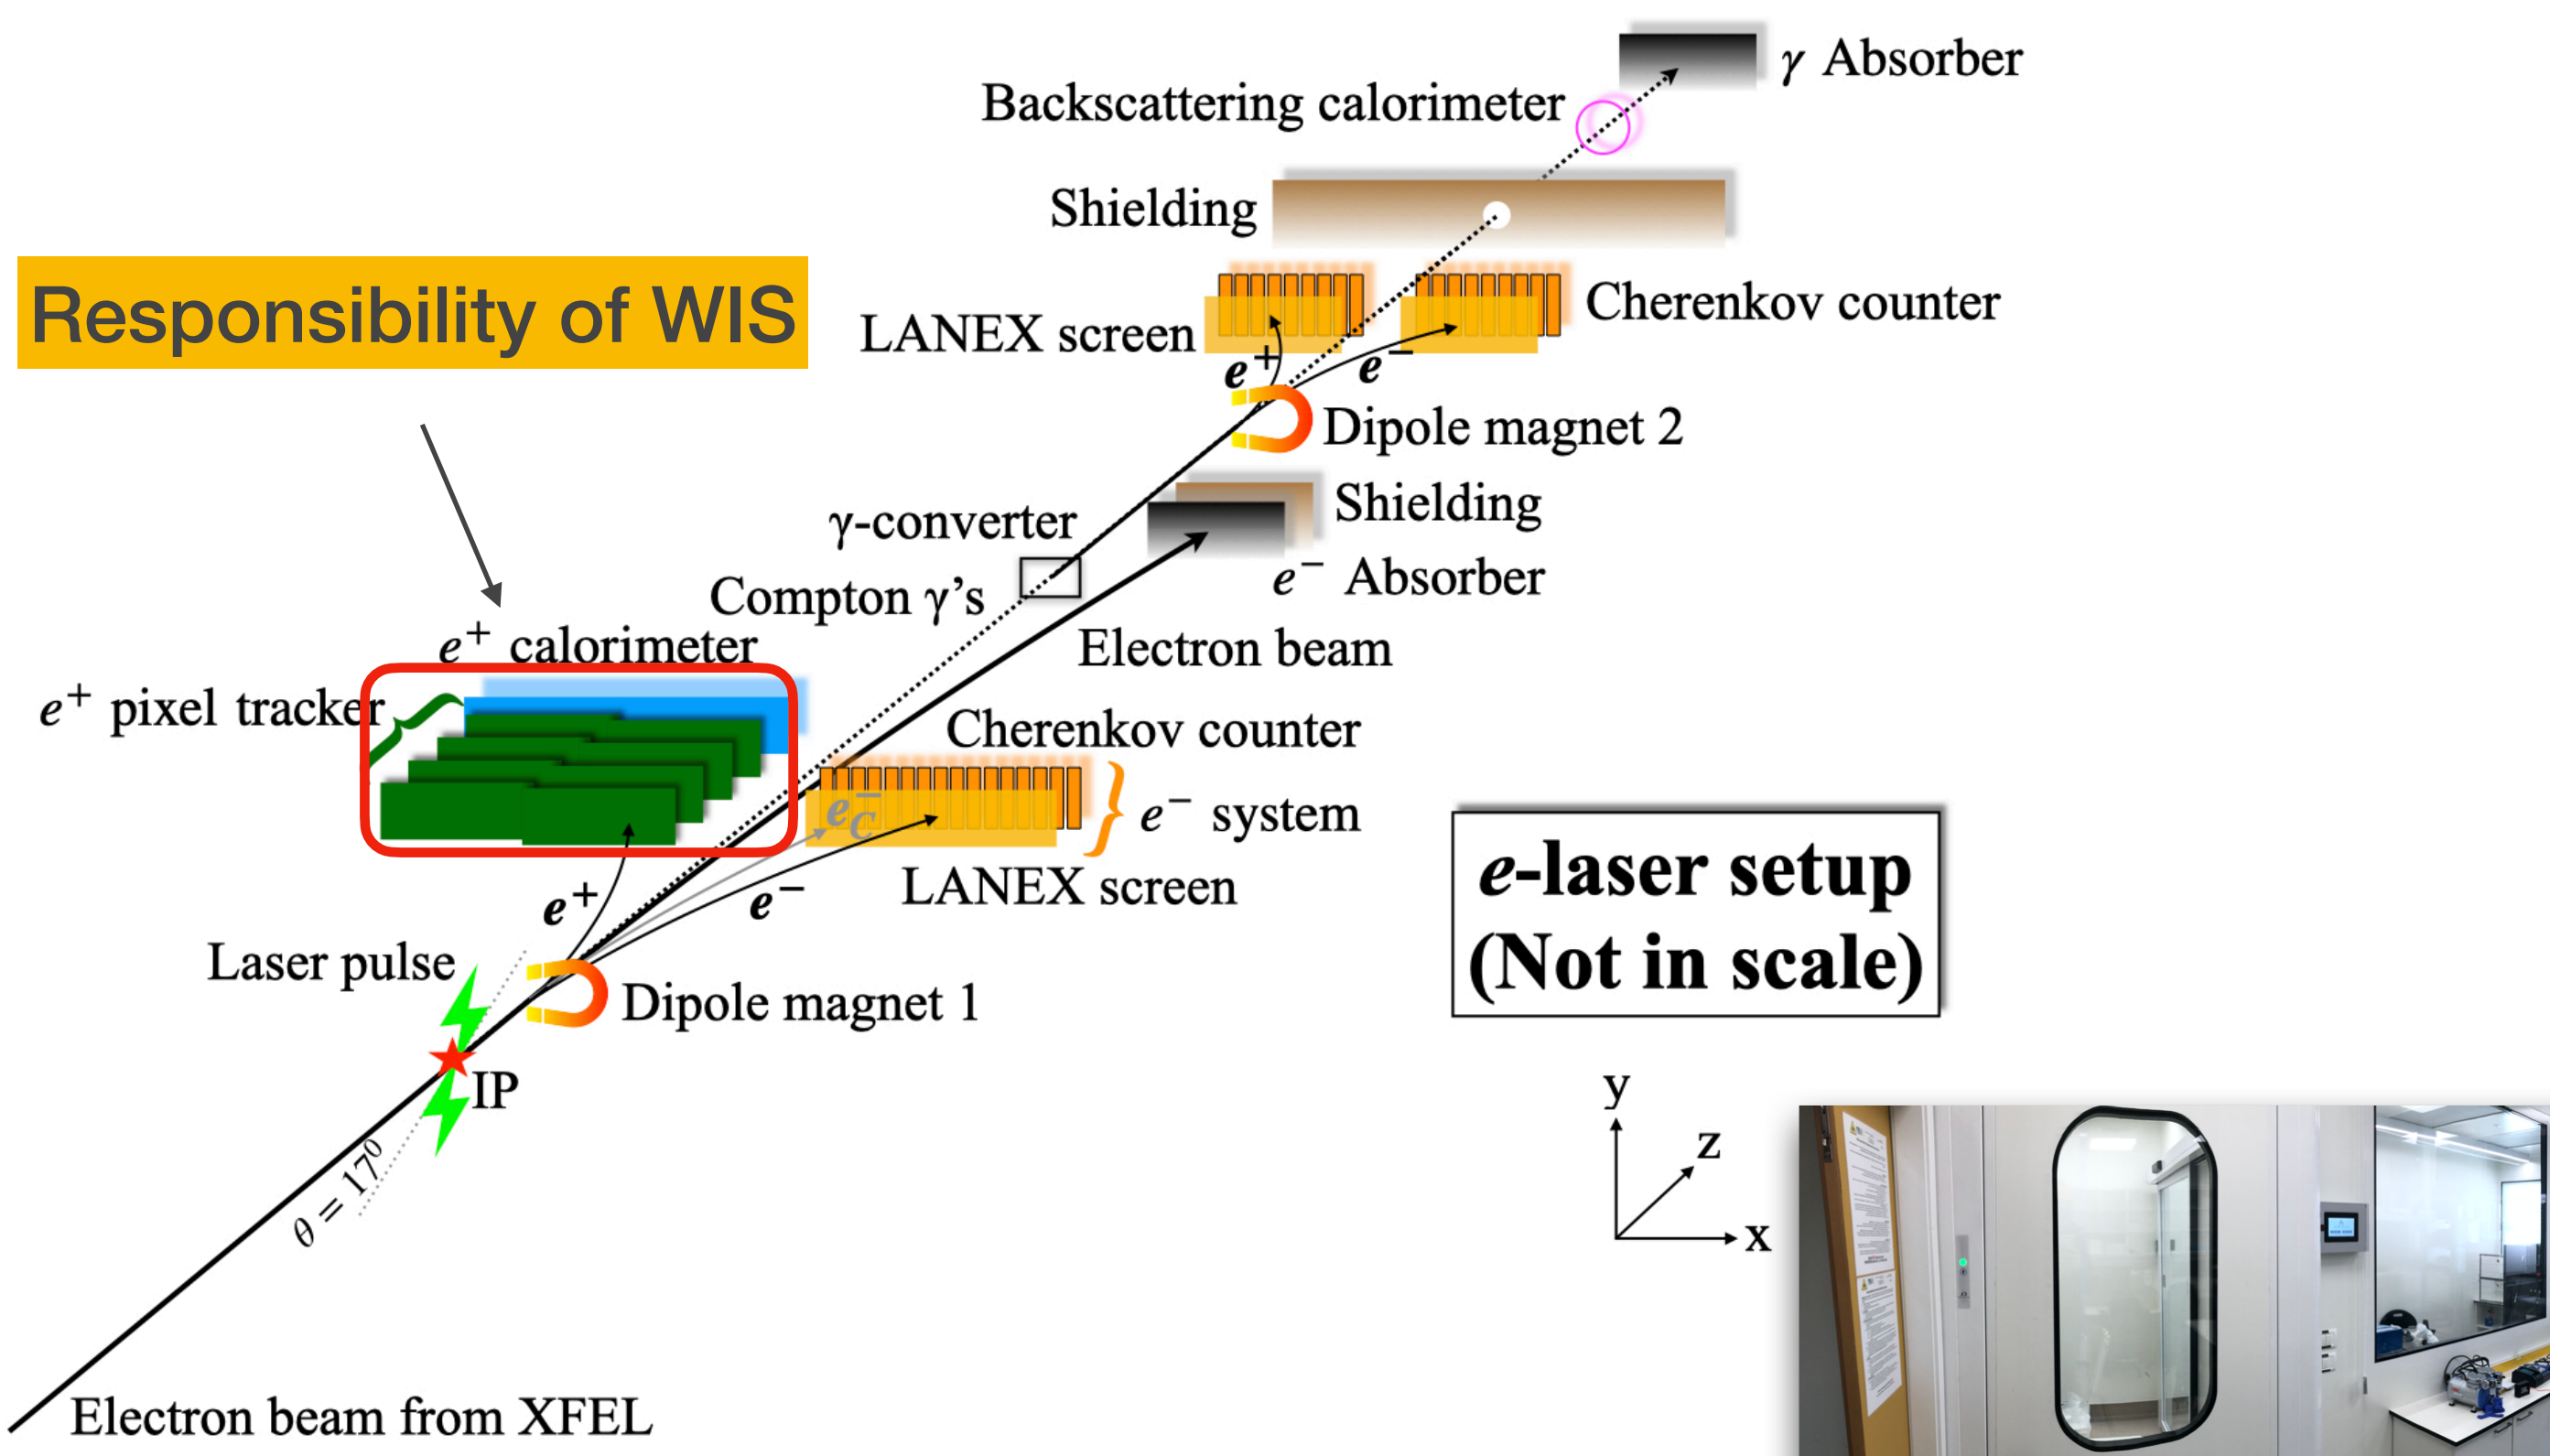 γ Absorber
Backscattering calorimeter
Shielding
Responsibility of WIS
LANEX screen
Cherenkov counter
e⁺
e⁻
Dipole magnet 2
γ-converter
Shielding
Compton γ's
e⁻ Absorber
e⁺ calorimeter
Electron beam
e⁺ pixel tracker
Cherenkov counter
e⁻C
e⁻ system
LANEX screen
e⁺
e⁻
e-laser setup
(Not in scale)
Laser pulse
Dipole magnet 1
IP
θ = 17⁰
y
z
x
Electron beam from XFEL